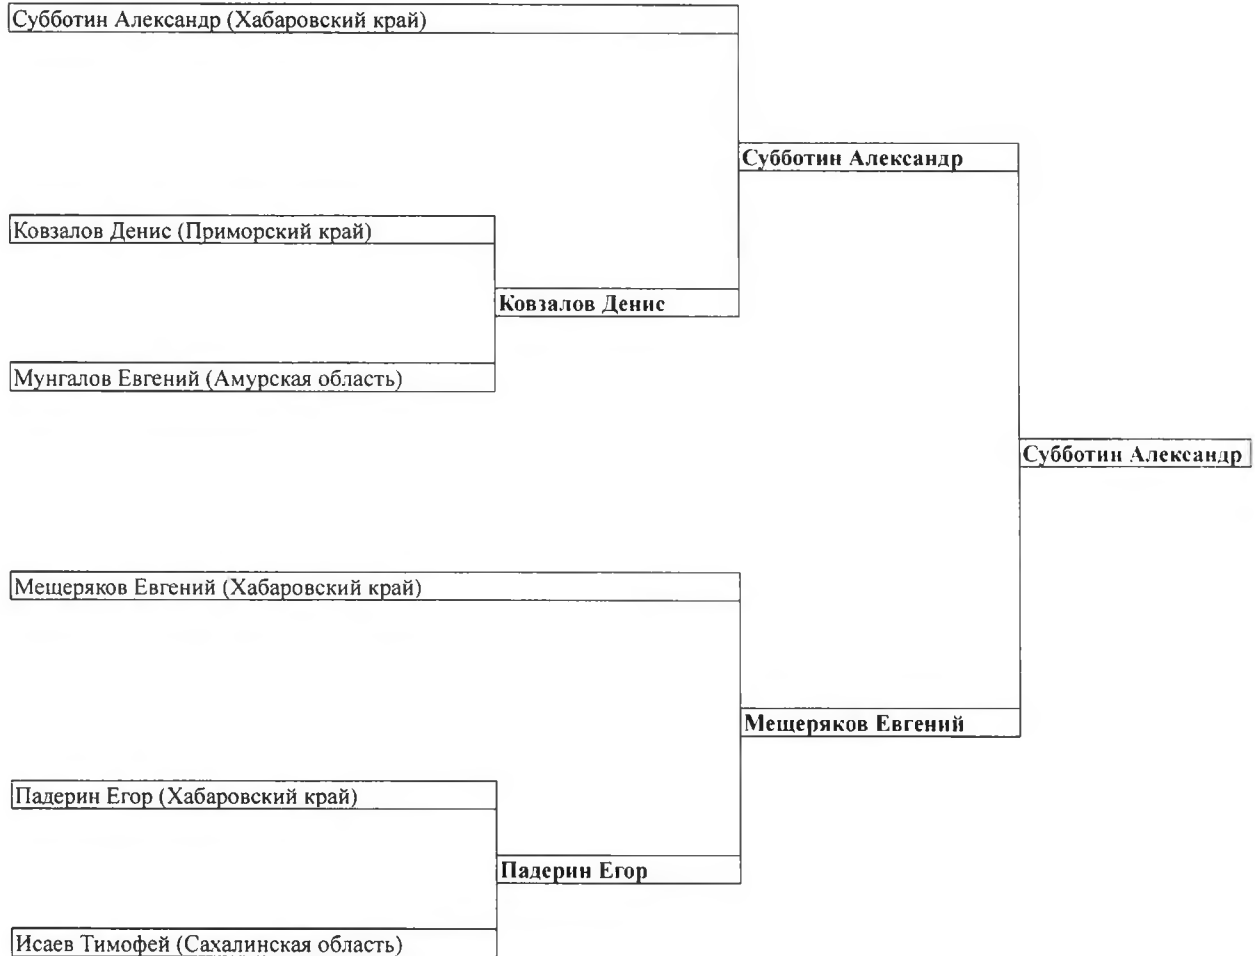 Субботин Александр (Хабаровский край)
Субботин Александр
Ковзалов Денис (Приморский край)
Ковзалов Денис
Мунгалов Евгений (Амурская область)
Субботин Александр
Мещеряков Евгений (Хабаровский край)
Мещеряков Евгений
Падерин Егор (Хабаровский край)
Падерин Егор
Исаев Тимофей (Сахалинская область)